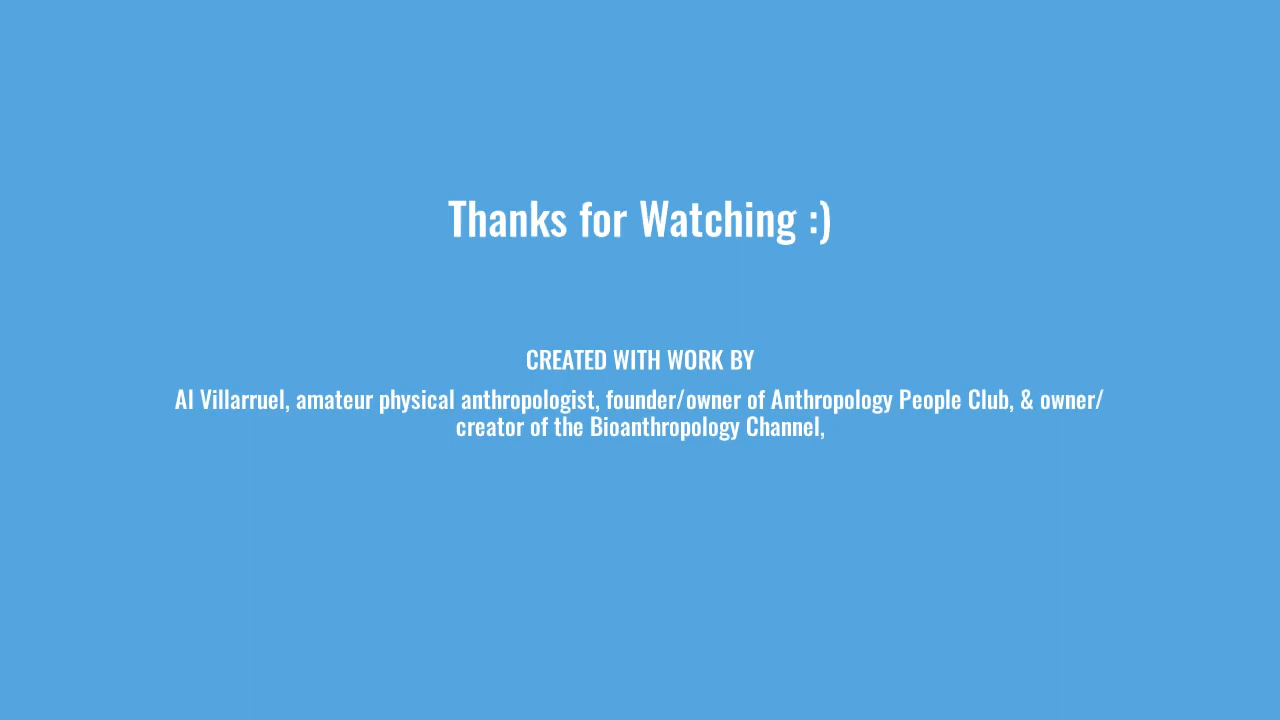 Thanks for Watching :)
CREATED WITH WORK BY
Al Villarruel, amateur physical anthropologist, founder/owner of Anthropology People Club, & owner/
creator of the Bioanthropology Channel,